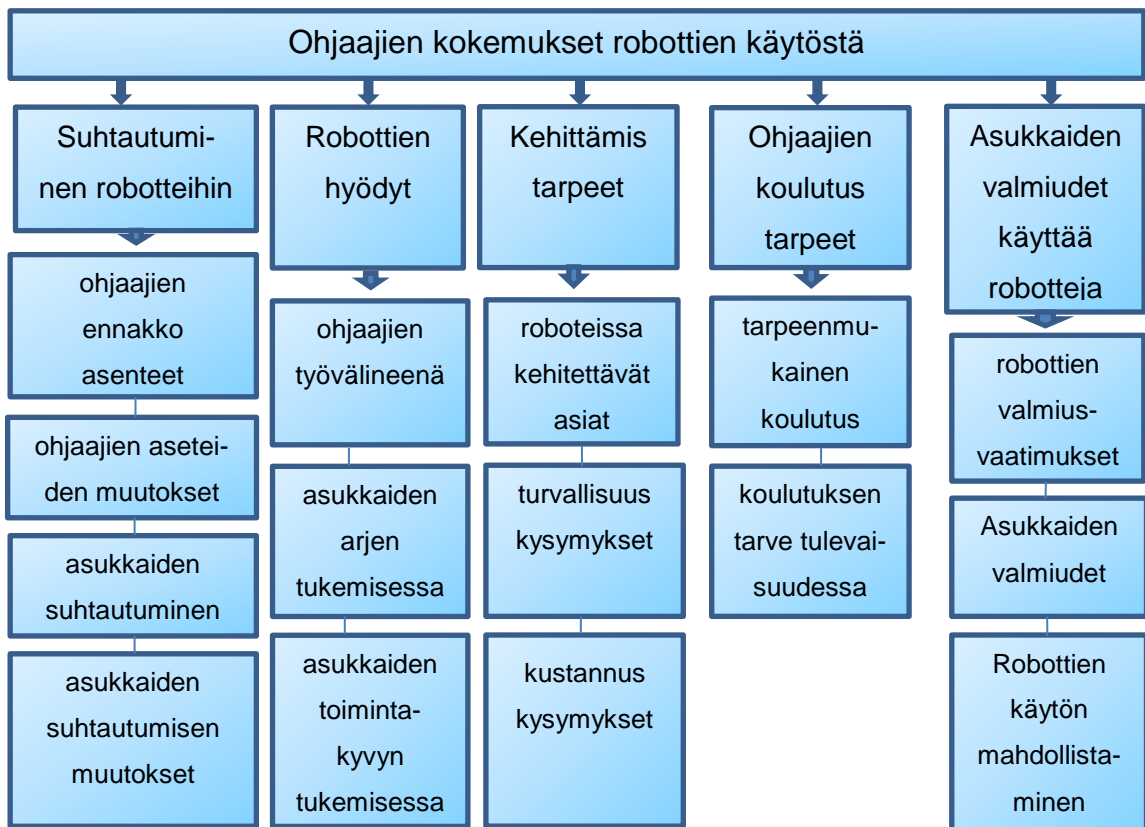 Ohjaajien kokemukset robottien käytöstä
Suhtautumi-
nen robotteihin
ohjaajien
ennakko
asenteet
ohjaajien asetei-
den muutokset
asukkaiden
suhtautuminen
asukkaiden
suhtautumisen
muutokset
Robottien
hyödyt
ohjaajien
työvälineenä
asukkaiden
arjen
tukemisessa
asukkaiden
toiminta-
kyvyn
tukemisessa
Kehittämis
tarpeet
roboteissa
kehitettävät
asiat
turvallisuus
kysymykset
kustannus
kysymykset
Ohjaajien
koulutus
tarpeet
tarpeenmu-
kainen
koulutus
koulutuksen
tarve tulevai-
suudessa
Asukkaiden
valmiudet
käyttää
robotteja
robottien
valmius-
vaatimukset
Asukkaiden
valmiudet
Robottien
käytön
mahdollista-
minen